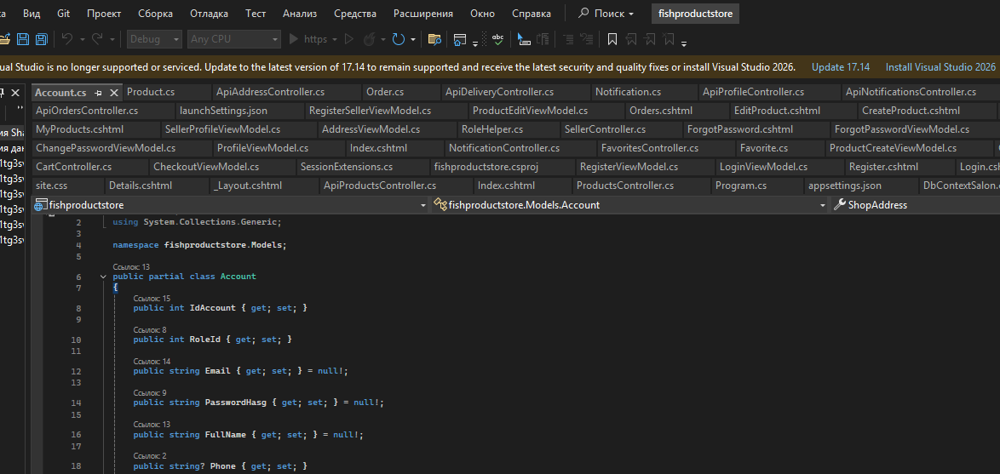 Вид Git Проект Сборка Отладка Тест Анализ Средства Расширения Окно Справка Поиск fishproductstore
Debug Any CPU https abc
ual Studio is no longer supported or serviced. Update to the latest version of 17.14 to remain supported and receive the latest security and quality fixes or install Visual Studio 2026. Update 17.14 Install Visual Studio 2026
Account.cs Product.cs ApiAddressController.cs Order.cs ApiDeliveryController.cs Notification.cs ApiProfileController.cs ApiNotificationsController.cs
ApiOrdersController.cs launchSettings.json RegisterSellerViewModel.cs ProductEditViewModel.cs Orders.cshtml EditProduct.cshtml CreateProduct.cshtml
MyProducts.cshtml SellerProfileViewModel.cs AddressViewModel.cs RoleHelper.cs SellerController.cs ForgotPassword.cshtml ForgotPasswordViewModel.cs
ChangePasswordViewModel.cs ProfileViewModel.cs Index.cshtml NotificationController.cs FavoritesController.cs Favorite.cs ProductCreateViewModel.cs
CartController.cs CheckoutViewModel.cs SessionExtensions.cs fishproductstore.csproj RegisterViewModel.cs LoginViewModel.cs Register.cshtml Login.csh
site.css Details.cshtml _Layout.cshtml ApiProductsController.cs Index.cshtml ProductsController.cs Program.cs appsettings.json DbContextSalon.c
ия Sha
ия дан
1tg3sv
1tg3sv
1tg3sv
1tg3sv
1tg3sv
1tg3sv
fishproductstore fishproductstore.Models.Account ShopAddress
2 using System.Collections.Generic;
3
4 namespace fishproductstore.Models;
5
Ссылок: 13
6 public partial class Account
7 {
Ссылок: 15
8 public int IdAccount { get; set; }
9
Ссылок: 8
10 public int RoleId { get; set; }
11
Ссылок: 14
12 public string Email { get; set; } = null!;
13
Ссылок: 9
14 public string PasswordHasg { get; set; } = null!;
15
Ссылок: 13
16 public string FullName { get; set; } = null!;
17
Ссылок: 2
18 public string? Phone { get; set; }